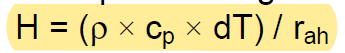 H = (ρ × cp × dT) / rah